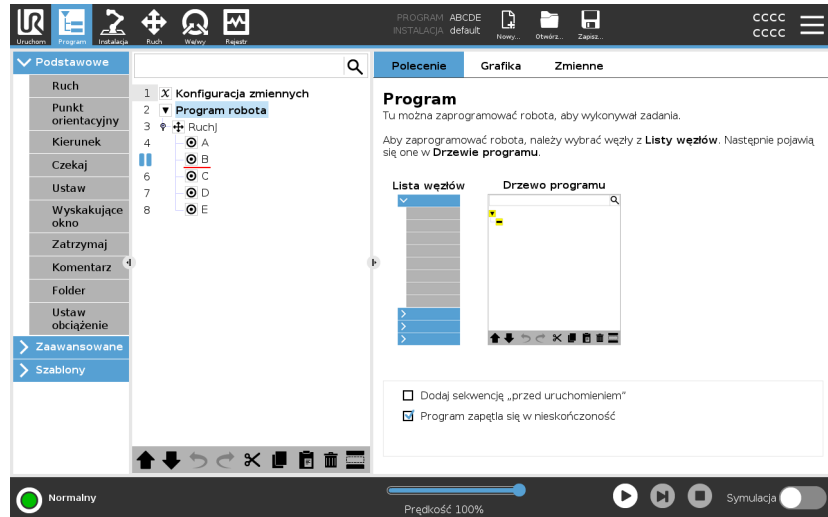 UR
Uruchom Program Instalacja Ruch We/wy Rejestr
PROGRAM ABCDE
INSTALACJA default
Nowy... Otwórz... Zapisz...
CCCC
CCCC
Podstawowe
Ruch
Punkt
orientacyjny
Kierunek
Czekaj
Ustaw
Wyskakujące
okno
Zatrzymaj
Komentarz
Folder
Ustaw
obciążenie
Zaawansowane
Szablony
1 X Konfiguracja zmiennych
2 Program robota
3 RuchJ
4 A
B
6 C
7 D
8 E
Polecenie Grafika Zmienne
Program
Tu można zaprogramować robota, aby wykonywał zadania.
Aby zaprogramować robota, należy wybrać węzły z Listy węzłów. Następnie pojawią
się one w Drzewie programu.
Lista węzłów Drzewo programu
Dodaj sekwencję „przed uruchomieniem”
Program zapętla się w nieskończoność
Normalny
Prędkość 100%
Symulacja